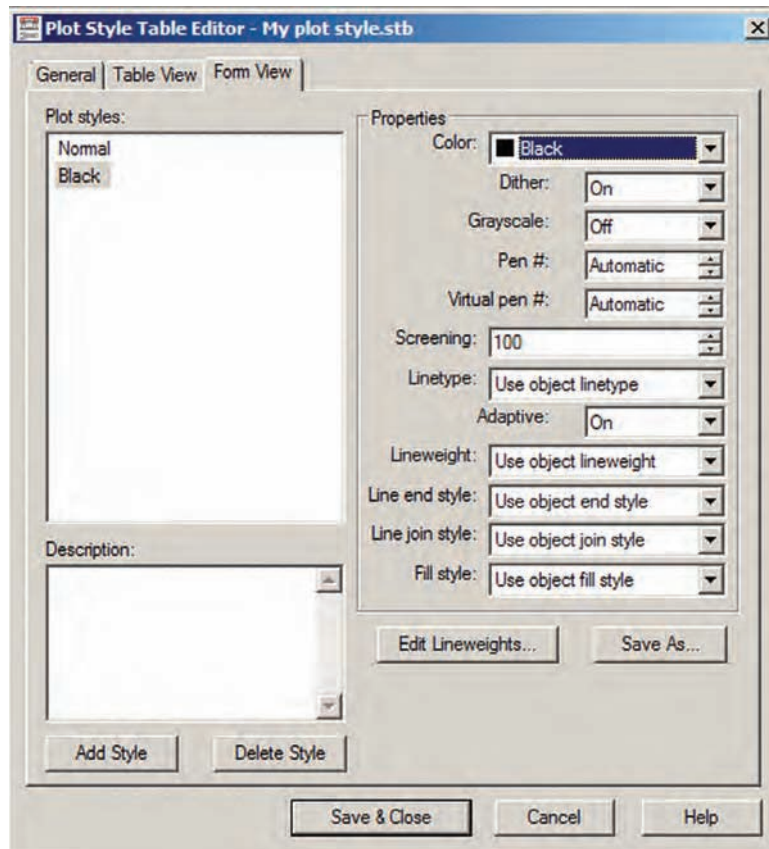 Plot Style Table Editor - My plot style.stb
General Table View Form View
Plot styles:
Normal
Black
Description:
Add Style Delete Style
Properties
Color: Black
Dither: On
Grayscale: Off
Pen #: Automatic
Virtual pen #: Automatic
Screening: 100
Linetype: Use object linetype
Adaptive: On
Lineweight: Use object lineweight
Line end style: Use object end style
Line join style: Use object join style
Fill style: Use object fill style
Edit Lineweights... Save As...
Save & Close Cancel Help